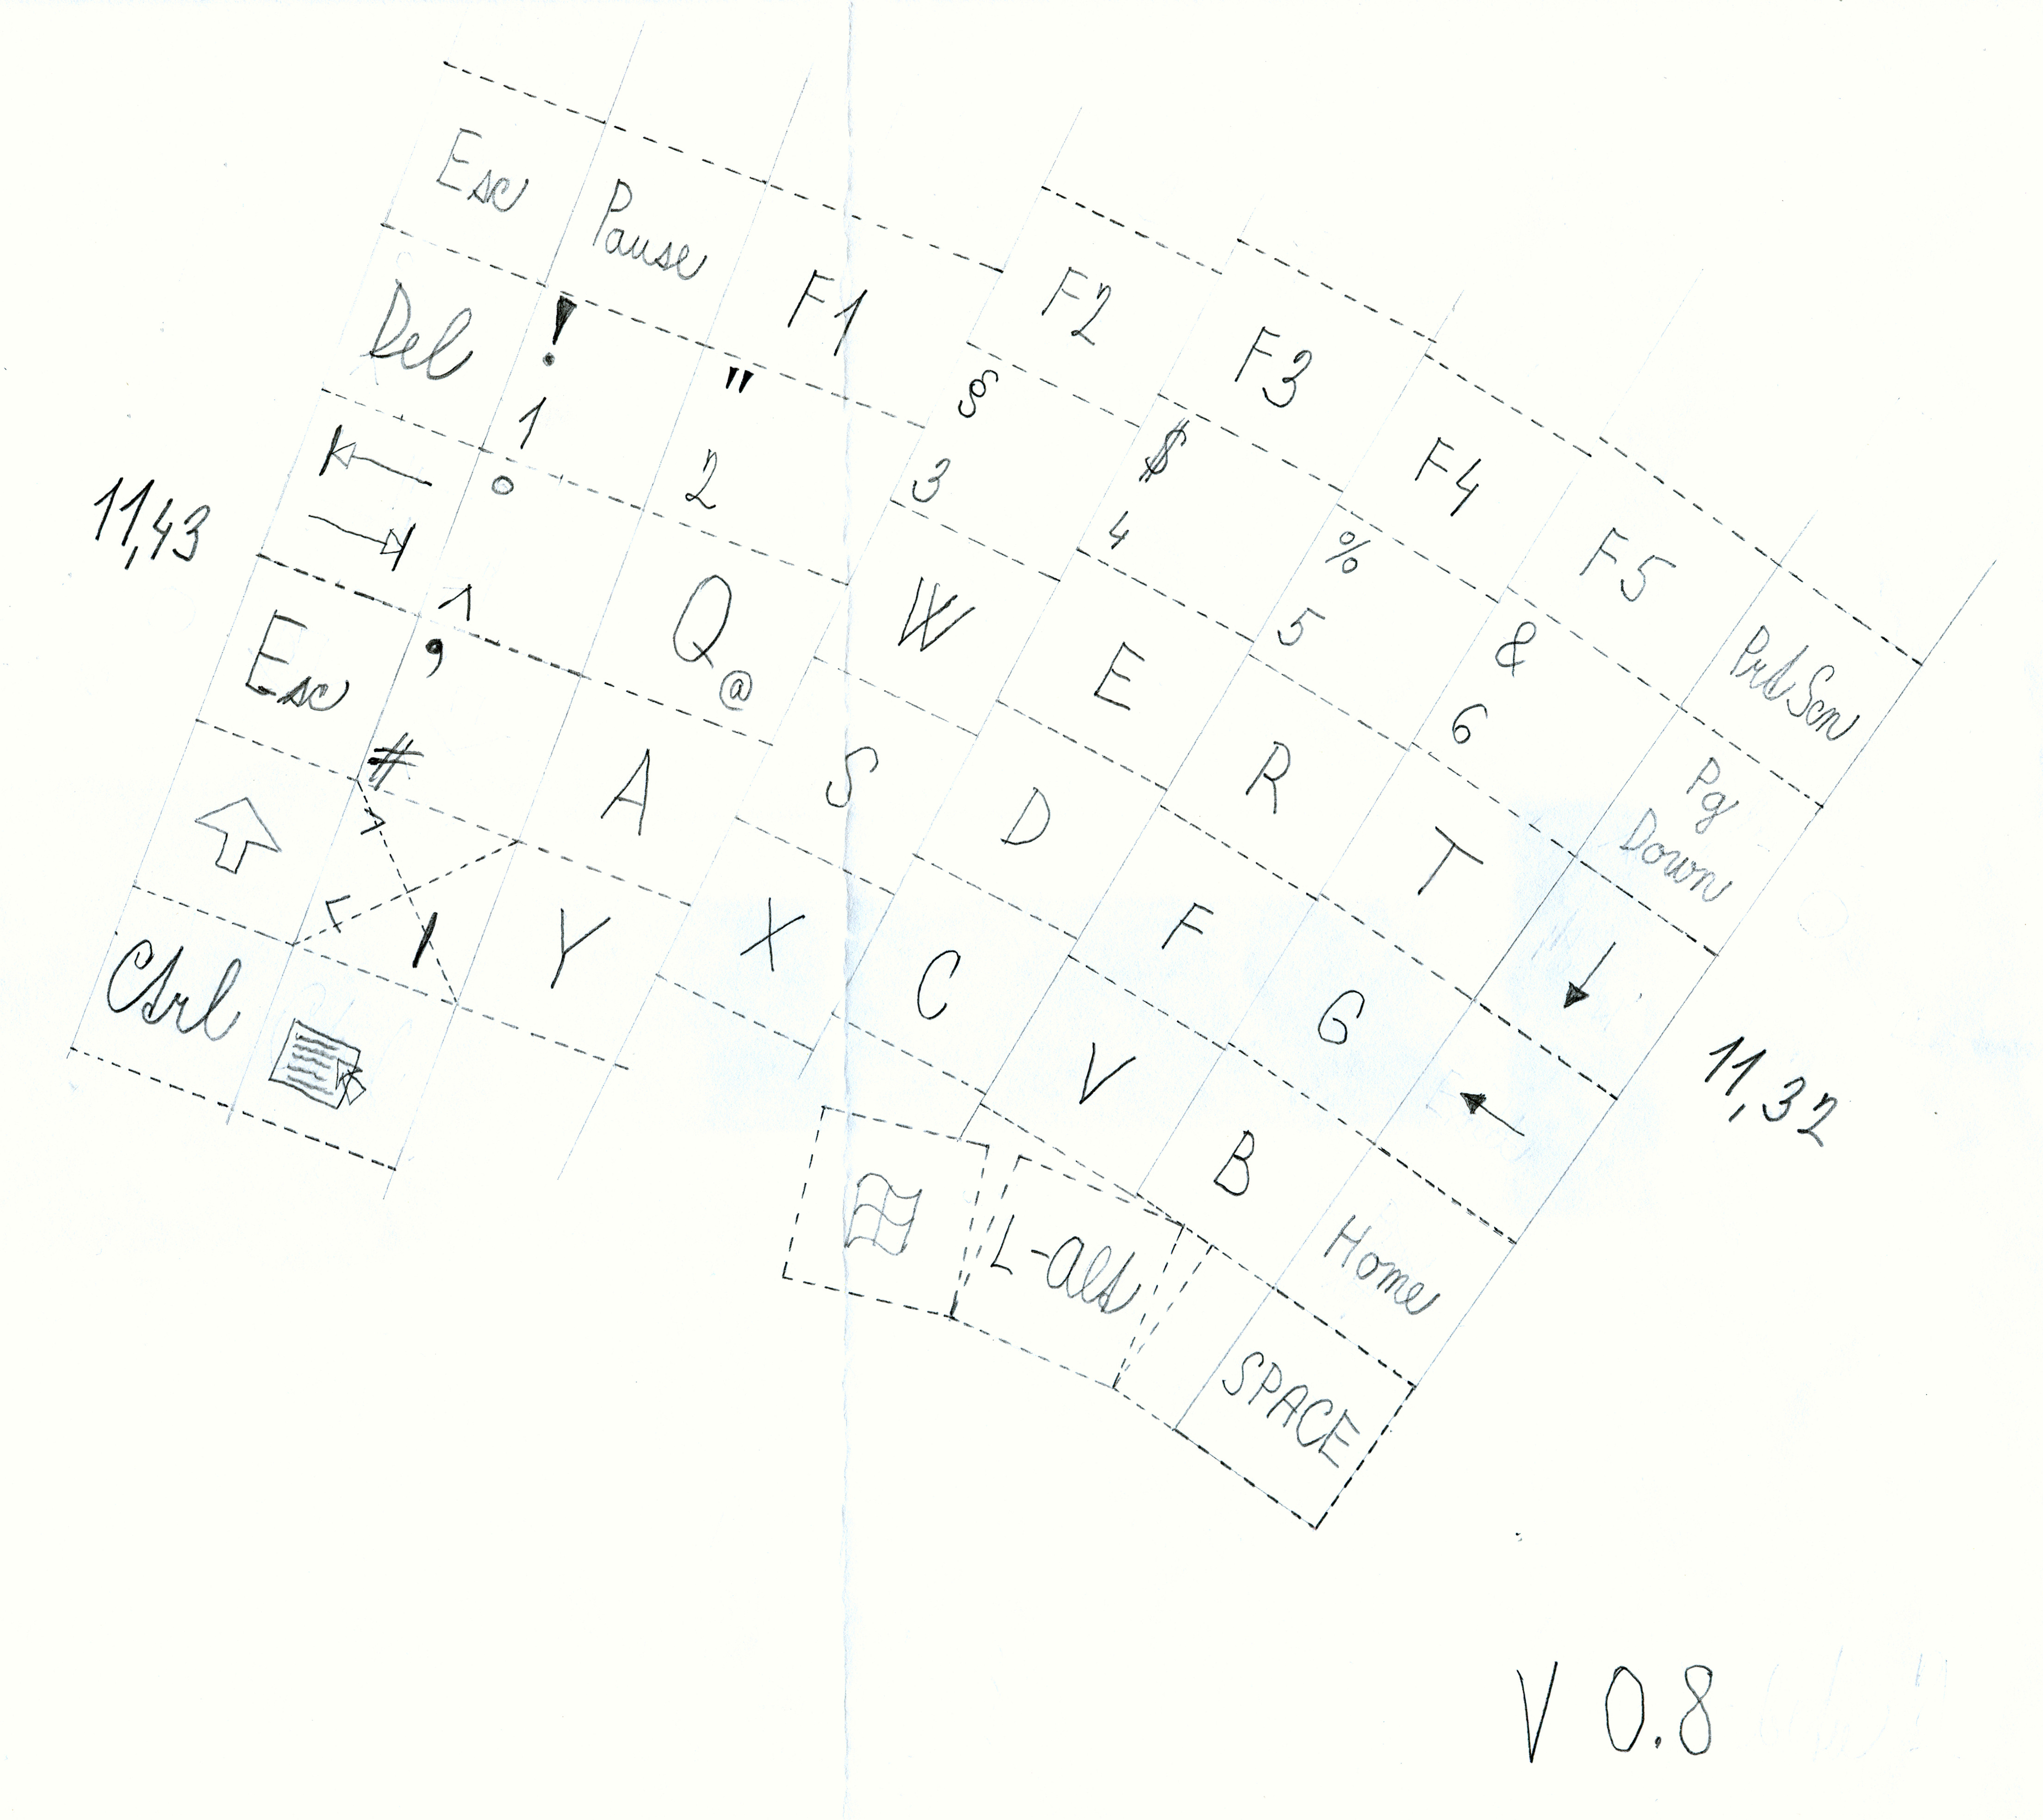 Esc Pause F1 F2 F3 F4 F5 PrtScn
Del ! 1 " 2 § 3 $ 4 % 5 & 6 Pg Down
° ^ Q @ W E R T ↓
Esc ' # A S D F G ←
> < | Y X C V B Home
Ctrl L-Alt SPACE
11,43
11,32
V 0.8